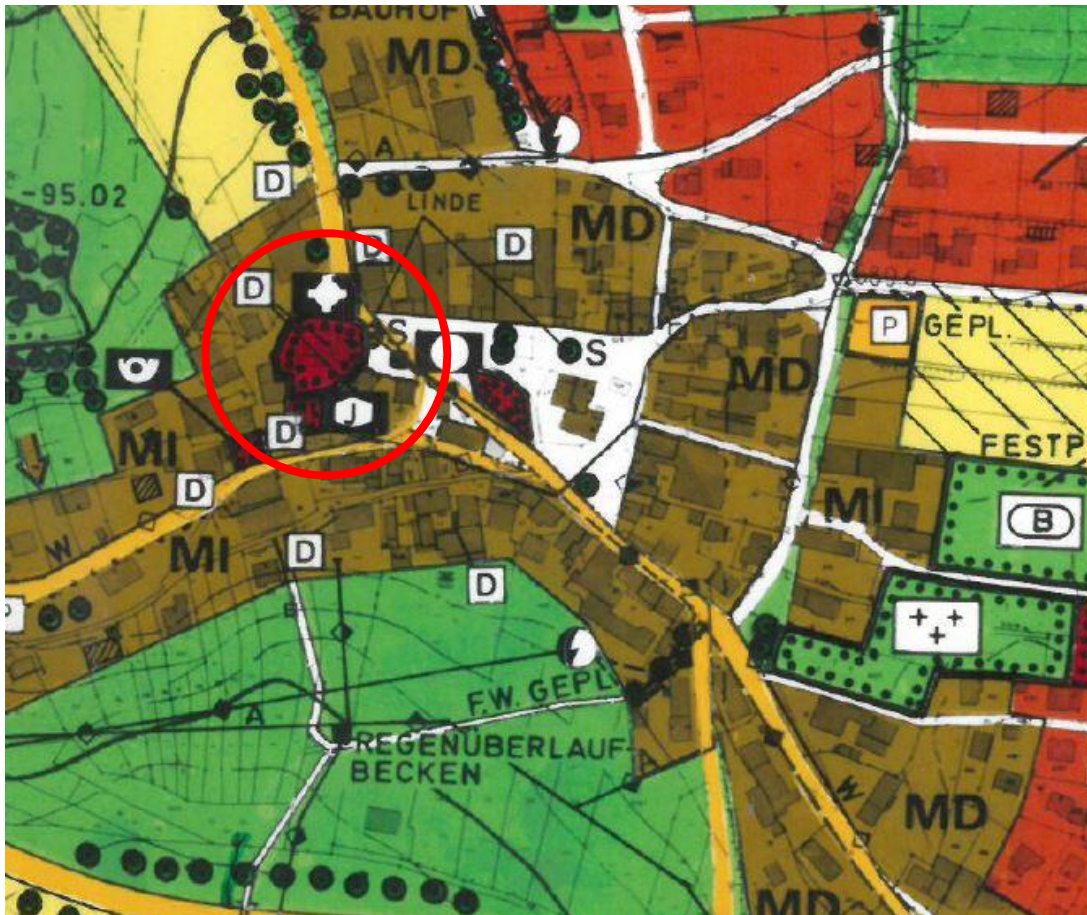 BAUHOF
MD
A
D
-95.02
LINDE
MD
D
D
D
S
S
P
GEPL.
J
MD
D
MI
FESTP
D
MI
B
W
MI
D
D
F.W. GEPL.
A
REGENÜBERLAUF-
BECKEN
A
W
MD
MD